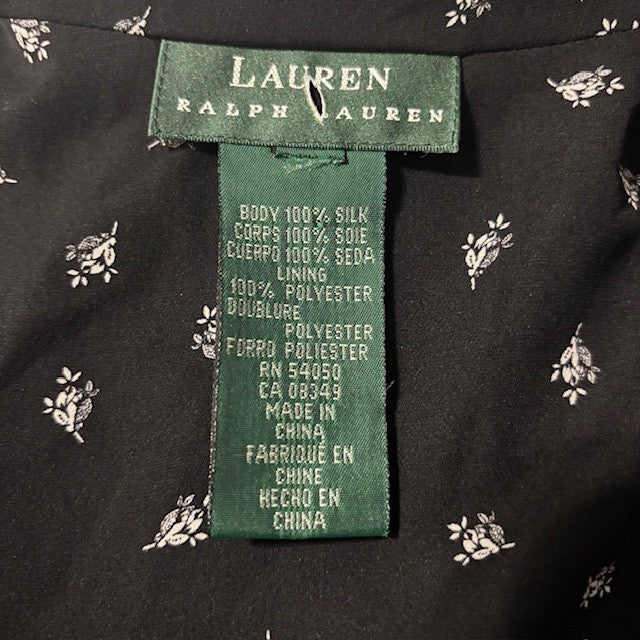 LAUREN
RALPH LAUREN
BODY 100% SILK
CORPS 100% SOIE
CUERPO 100% SEDA
LINING
100% POLYESTER
DOUBLURE
POLYESTER
FORRO POLIESTER
RN 54050
CA 08349
MADE IN
CHINA
FABRIQUE EN
CHINE
HECHO EN
CHINA